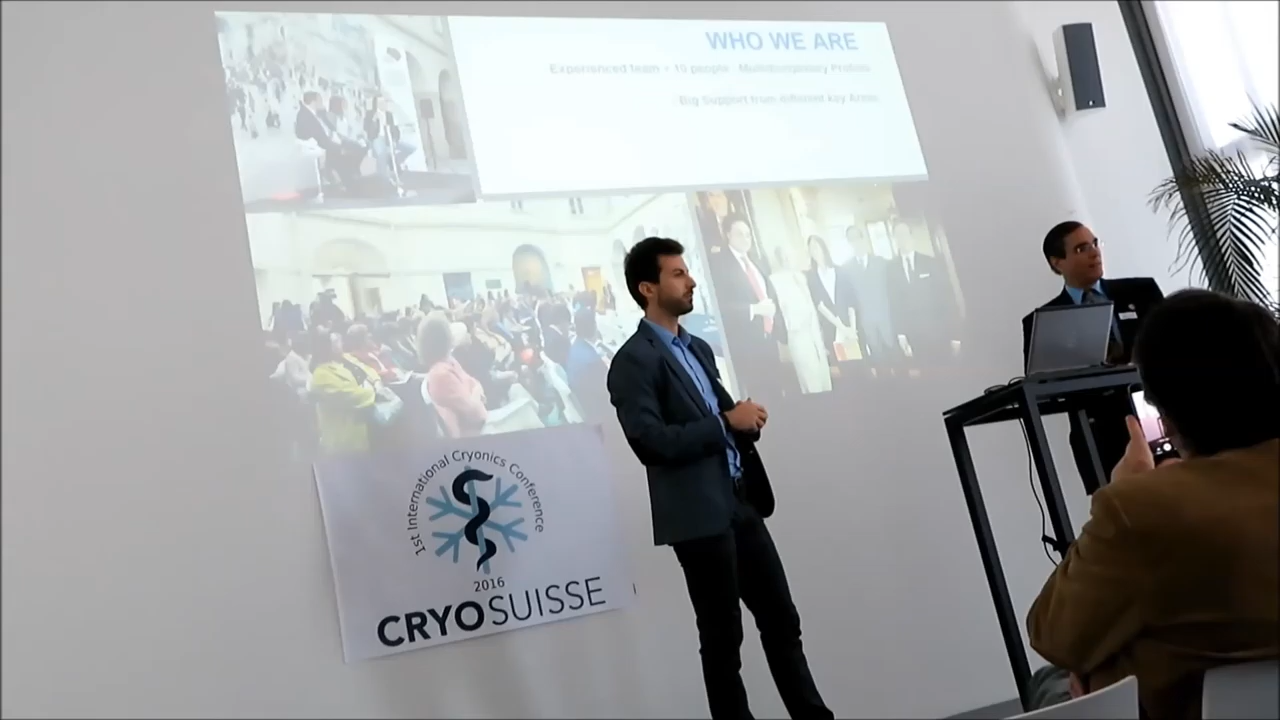 WHO WE ARE
Experienced team + 10 people - Multidisciplinary Profiles
Big Support from different key Areas
1st International Cryonics Conference
2016
CRYOSUISSE